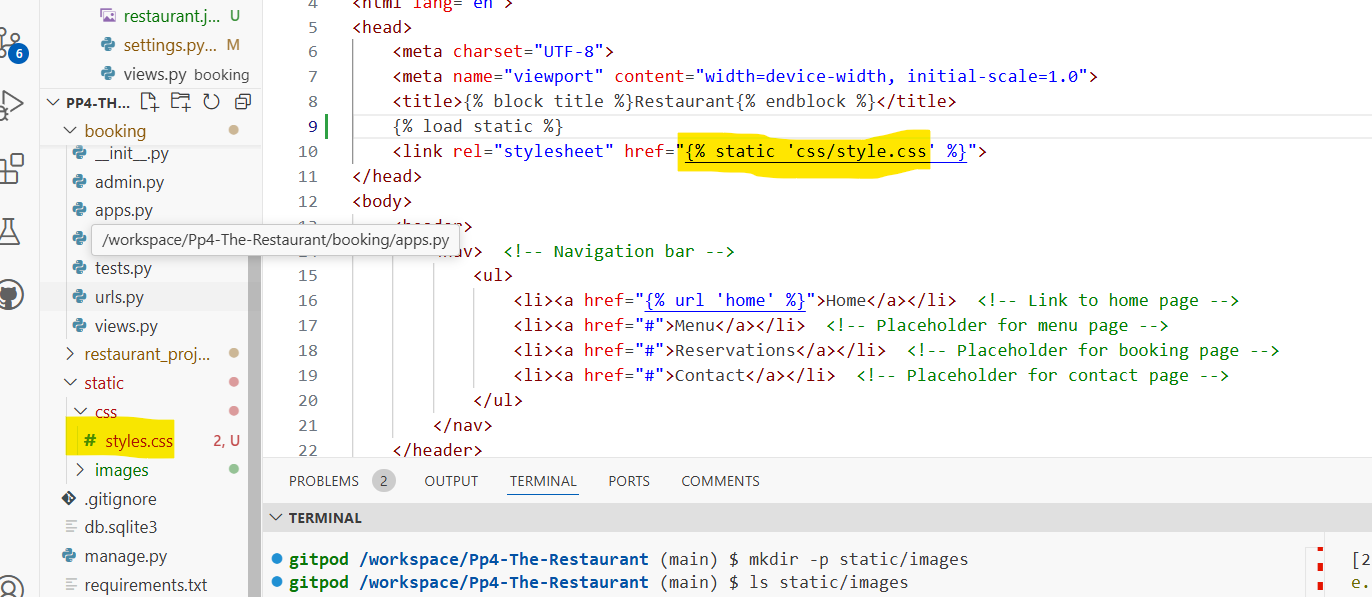 restaurant.j... U
settings.py... M
views.py booking
6
PP4-TH...
booking
__init__.py
admin.py
apps.py
/workspace/Pp4-The-Restaurant/booking/apps.py
tests.py
urls.py
views.py
restaurant_proj...
static
css
# styles.css 2, U
images
.gitignore
db.sqlite3
manage.py
requirements.txt
4 <html lang="en">
5 <head>
6 <meta charset="UTF-8">
7 <meta name="viewport" content="width=device-width, initial-scale=1.0">
8 <title>{% block title %}Restaurant{% endblock %}</title>
9 {% load static %}
10 <link rel="stylesheet" href="{% static 'css/style.css' %}">
11 </head>
12 <body>
13 <header>
14 <nav> <!-- Navigation bar -->
15 <ul>
16 <li><a href="{% url 'home' %}">Home</a></li> <!-- Link to home page -->
17 <li><a href="#">Menu</a></li> <!-- Placeholder for menu page -->
18 <li><a href="#">Reservations</a></li> <!-- Placeholder for booking page -->
19 <li><a href="#">Contact</a></li> <!-- Placeholder for contact page -->
20 </ul>
21 </nav>
22 </header>
PROBLEMS 2 OUTPUT TERMINAL PORTS COMMENTS
TERMINAL
gitpod /workspace/Pp4-The-Restaurant (main) $ mkdir -p static/images
gitpod /workspace/Pp4-The-Restaurant (main) $ ls static/images
[2
e.